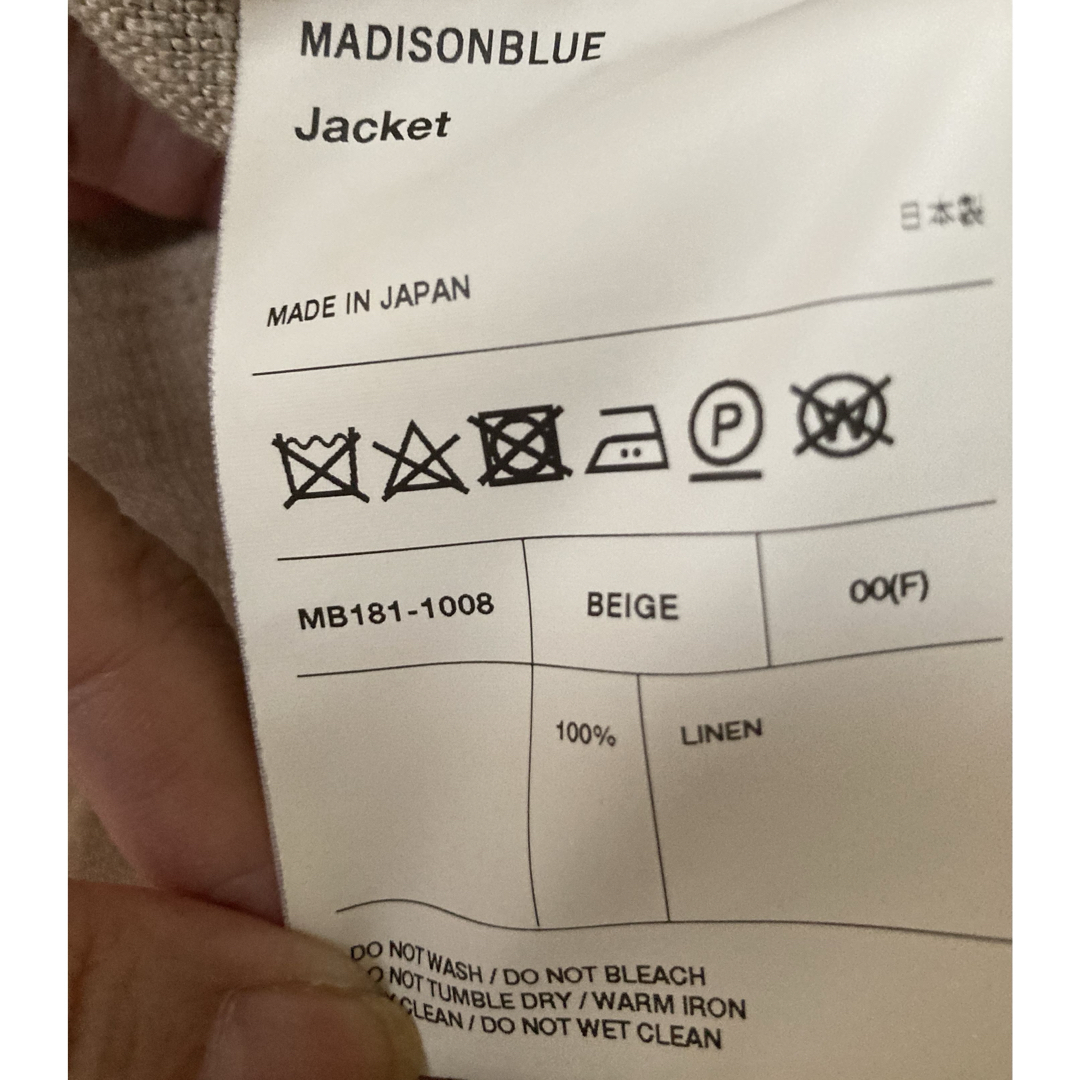 MADISONBLUE
Jacket
日本製
MADE IN JAPAN
P W
MB181-1008 BEIGE 00(F)
100% LINEN
DO NOT WASH / DO NOT BLEACH
NOT TUMBLE DRY / WARM IRON
CLEAN / DO NOT WET CLEAN